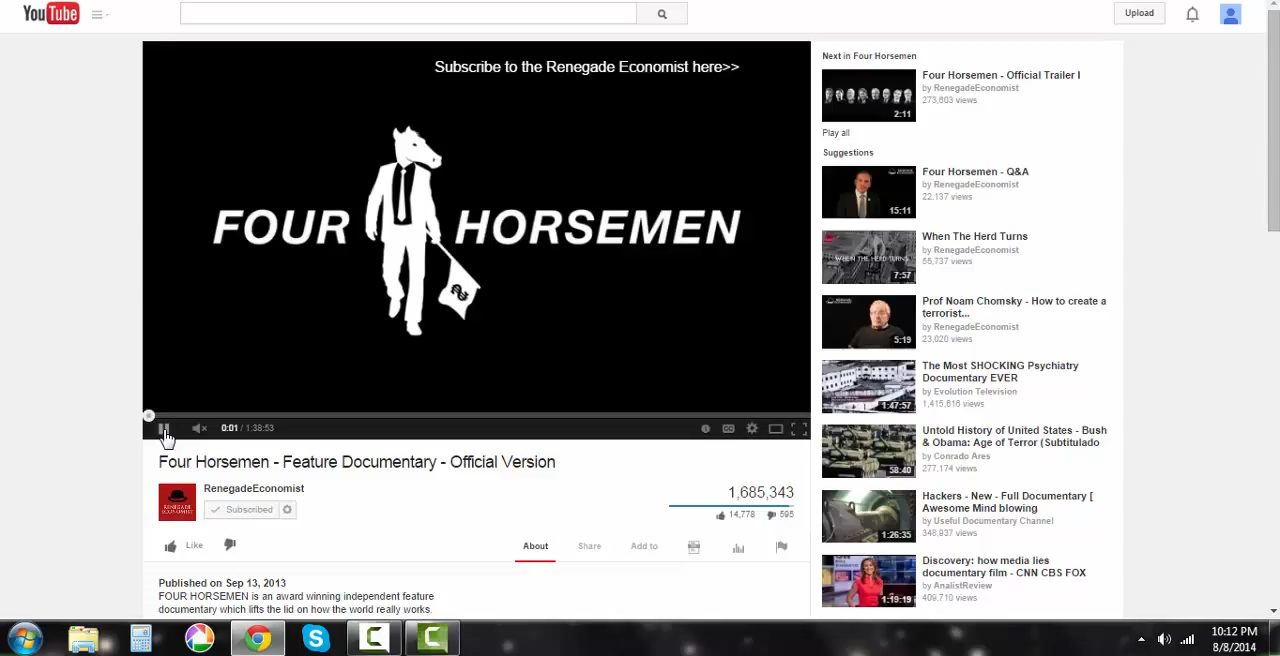 YouTube
Upload
Subscribe to the Renegade Economist here>>
FOUR HORSEMEN
0:01 / 1:38:53
Four Horsemen - Feature Documentary - Official Version
RENEGADE
ECONOMIST
RenegadeEconomist
Subscribed
1,685,343
14,778 595
Like
About Share Add to
Published on Sep 13, 2013
FOUR HORSEMEN is an award winning independent feature
documentary which lifts the lid on how the world really works.
Next in Four Horsemen
2:11
Four Horsemen - Official Trailer I
by RenegadeEconomist
273,803 views
Play all
Suggestions
15:11
Four Horsemen - Q&A
by RenegadeEconomist
22,137 views
WHEN THE HERD TURNS
7:57
When The Herd Turns
by RenegadeEconomist
55,737 views
5:19
Prof Noam Chomsky - How to create a
terrorist...
by RenegadeEconomist
23,020 views
1:47:57
The Most SHOCKING Psychiatry
Documentary EVER
by Evolution Television
1,415,616 views
58:40
Untold History of United States - Bush
& Obama: Age of Terror (Subtitulado
by Conrado Ares
277,174 views
1:26:35
Hackers - New - Full Documentary [
Awesome Mind blowing
by Useful Documentary Channel
348,937 views
1:19:19
Discovery: how media lies
documentary film - CNN CBS FOX
by AnalistReview
409,710 views
10:12 PM
8/8/2014